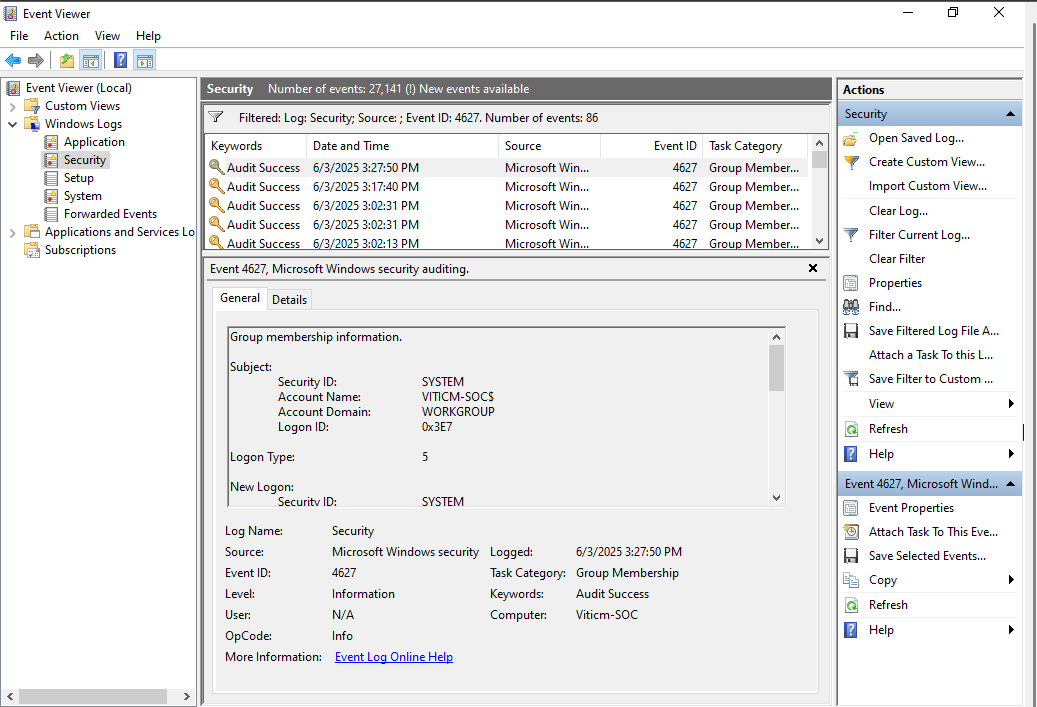 Event Viewer
File Action View Help
Event Viewer (Local)
Custom Views
Windows Logs
Application
Security
Setup
System
Forwarded Events
Applications and Services Lo
Subscriptions
Security Number of events: 27,141 (!) New events available
Filtered: Log: Security; Source: ; Event ID: 4627. Number of events: 86
Keywords Date and Time Source Event ID Task Category
Audit Success 6/3/2025 3:27:50 PM Microsoft Win... 4627 Group Member...
Audit Success 6/3/2025 3:17:40 PM Microsoft Win... 4627 Group Member...
Audit Success 6/3/2025 3:02:31 PM Microsoft Win... 4627 Group Member...
Audit Success 6/3/2025 3:02:31 PM Microsoft Win... 4627 Group Member...
Audit Success 6/3/2025 3:02:13 PM Microsoft Win... 4627 Group Member...
Event 4627, Microsoft Windows security auditing.
General Details
Group membership information.
Subject:
Security ID: SYSTEM
Account Name: VITICM-SOC$
Account Domain: WORKGROUP
Logon ID: 0x3E7
Logon Type: 5
New Logon:
Security ID: SYSTEM
Log Name: Security
Source: Microsoft Windows security Logged: 6/3/2025 3:27:50 PM
Event ID: 4627 Task Category: Group Membership
Level: Information Keywords: Audit Success
User: N/A Computer: Viticm-SOC
OpCode: Info
More Information: Event Log Online Help
Actions
Security
Open Saved Log...
Create Custom View...
Import Custom View...
Clear Log...
Filter Current Log...
Clear Filter
Properties
Find...
Save Filtered Log File A...
Attach a Task To this L...
Save Filter to Custom ...
View
Refresh
Help
Event 4627, Microsoft Wind...
Event Properties
Attach Task To This Eve...
Save Selected Events...
Copy
Refresh
Help